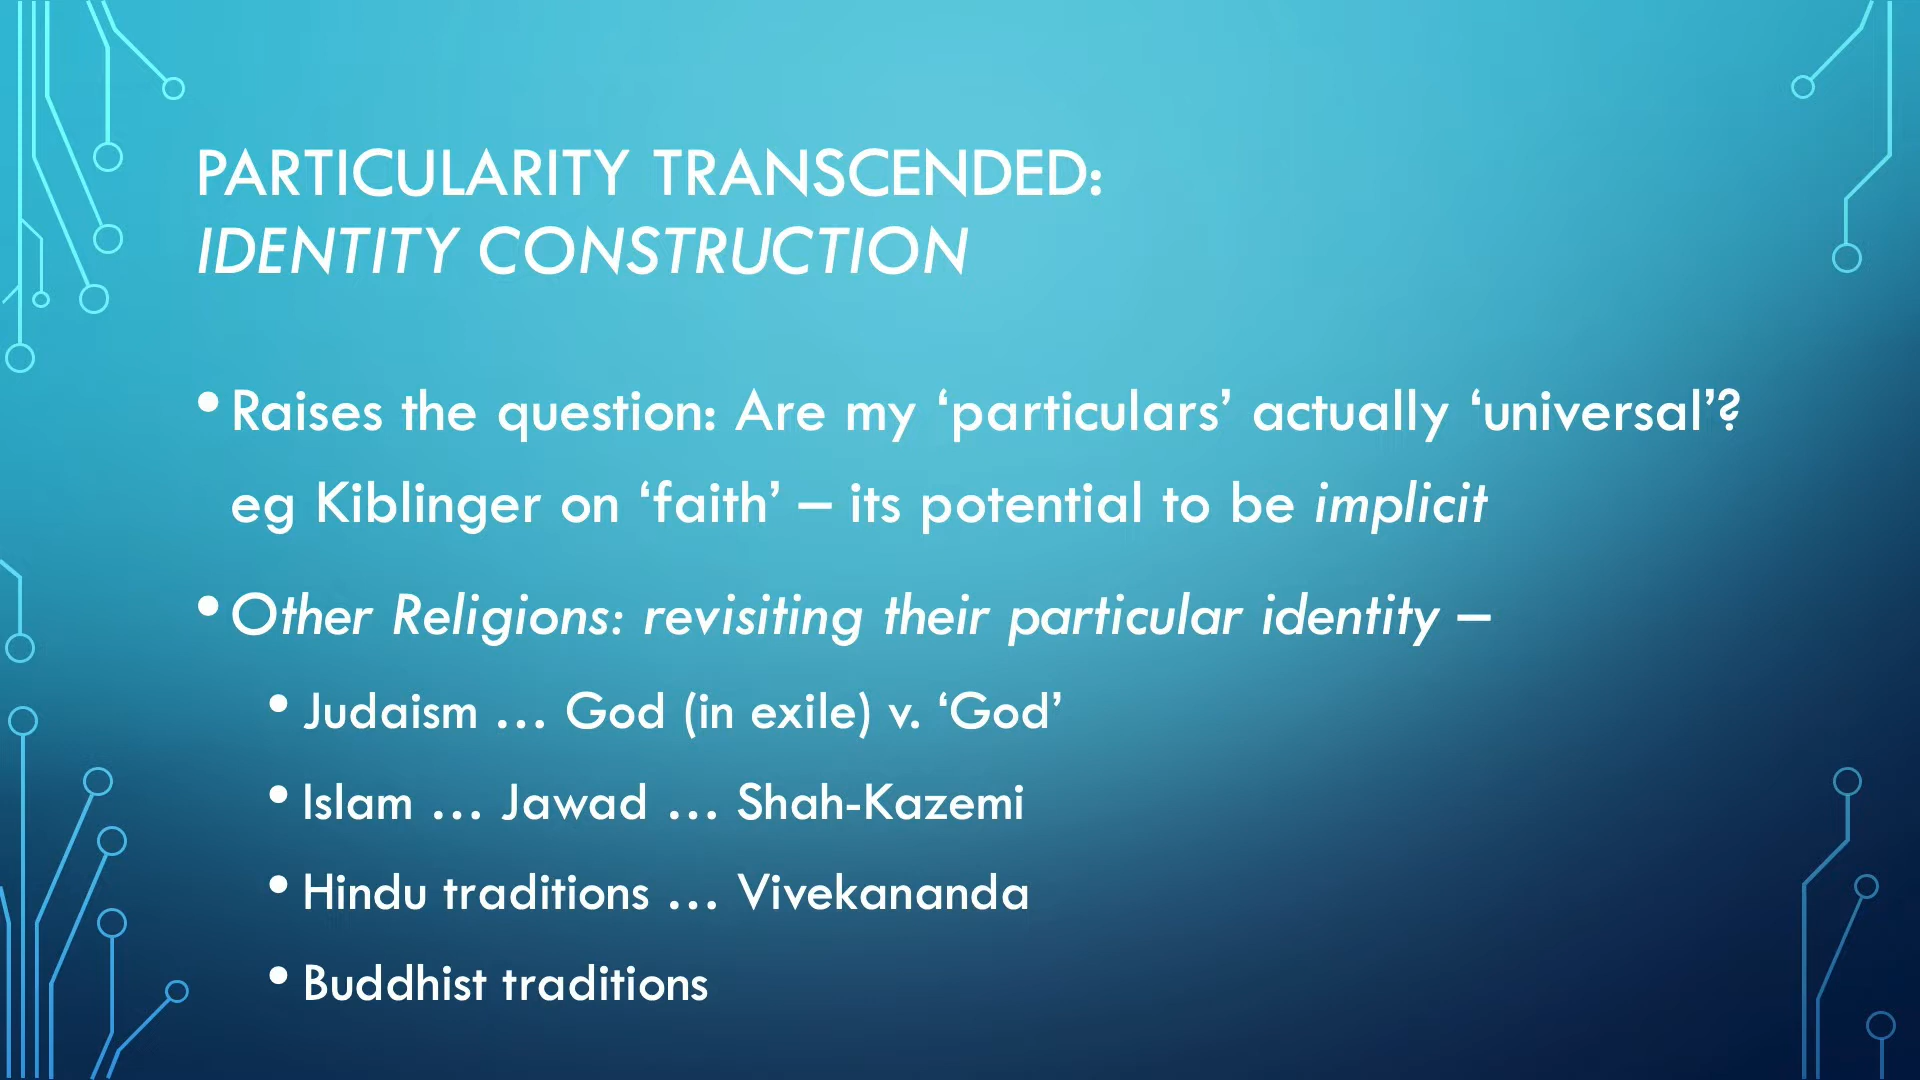 PARTICULARITY TRANSCENDED:
IDENTITY CONSTRUCTION
• Raises the question: Are my ‘particulars’ actually ‘universal’?
eg Kiblinger on ‘faith’ – its potential to be implicit
• Other Religions: revisiting their particular identity –
• Judaism … God (in exile) v. ‘God’
• Islam … Jawad … Shah-Kazemi
• Hindu traditions … Vivekananda
• Buddhist traditions